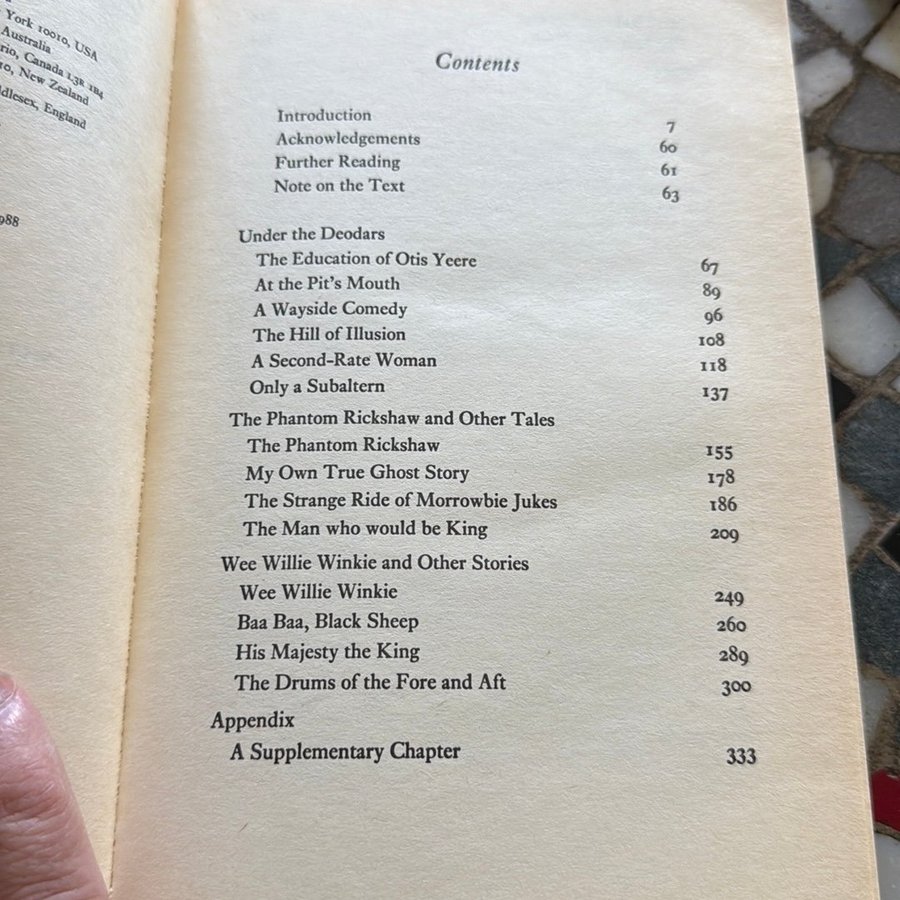 York 10010, USA
Australia
rio, Canada L3R 1B4
10, New Zealand
ddlesex, England
988
Contents
Introduction 7
Acknowledgements 60
Further Reading 61
Note on the Text 63
Under the Deodars
The Education of Otis Yeere 67
At the Pit's Mouth 89
A Wayside Comedy 96
The Hill of Illusion 108
A Second-Rate Woman 118
Only a Subaltern 137
The Phantom Rickshaw and Other Tales
The Phantom Rickshaw 155
My Own True Ghost Story 178
The Strange Ride of Morrowbie Jukes 186
The Man who would be King 209
Wee Willie Winkie and Other Stories
Wee Willie Winkie 249
Baa Baa, Black Sheep 260
His Majesty the King 289
The Drums of the Fore and Aft 300
Appendix
A Supplementary Chapter 333